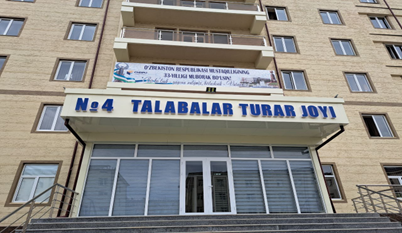 O'ZBEKISTON RESPUBLIKASI MUSTAQILLIGINING
33 YILLIGI MUBORAK BO'LSIN!
№4 TALABALAR TURAR JOYI